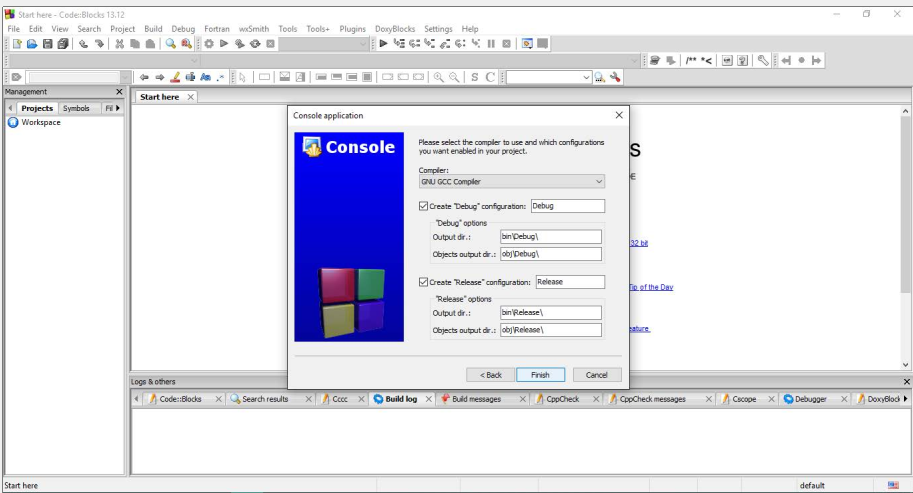 Start here - Code::Blocks 13.12
File Edit View Search Project Build Debug Fortran wxSmith Tools Tools+ Plugins DoxyBlocks Settings Help
/** *<
S C
Management
Projects Symbols Fil
Workspace
Start here
Console application
Console
Please select the compiler to use and which configurations
you want enabled in your project.
Compiler:
GNU GCC Compiler
Create "Debug" configuration: Debug
"Debug" options
Output dir.: bin\Debug\
Objects output dir.: obj\Debug\
Create "Release" configuration: Release
"Release" options
Output dir.: bin\Release\
Objects output dir.: obj\Release\
< Back Finish Cancel
s
E
32 bit
Tip of the Day
eature
Logs & others
Code::Blocks Search results Cccc Build log Build messages CppCheck CppCheck messages Cscope Debugger DoxyBlock
Start here default